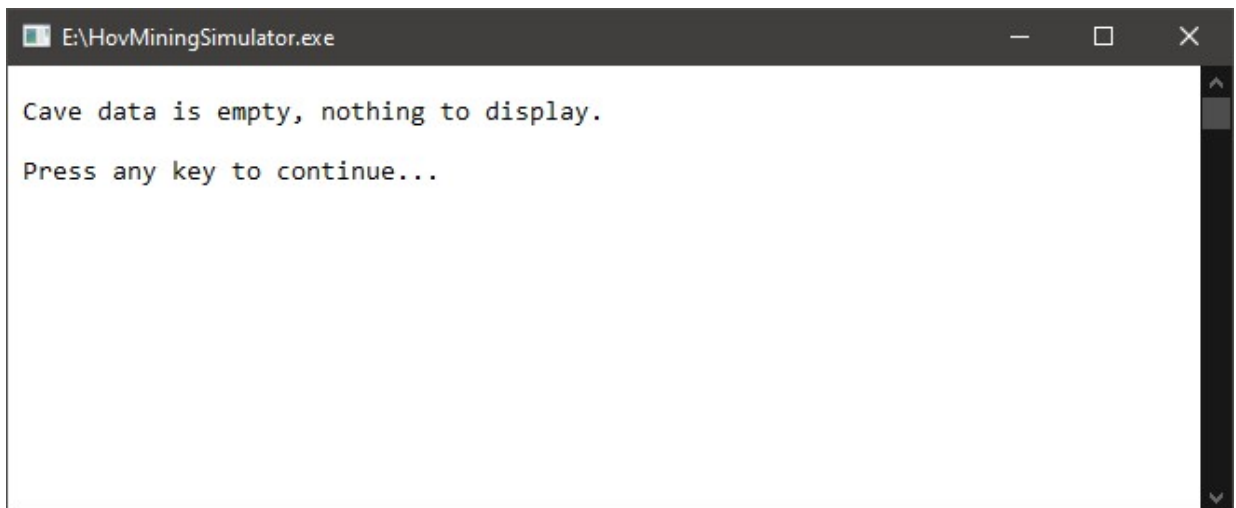 E:\HovMiningSimulator.exe
Cave data is empty, nothing to display.
Press any key to continue...